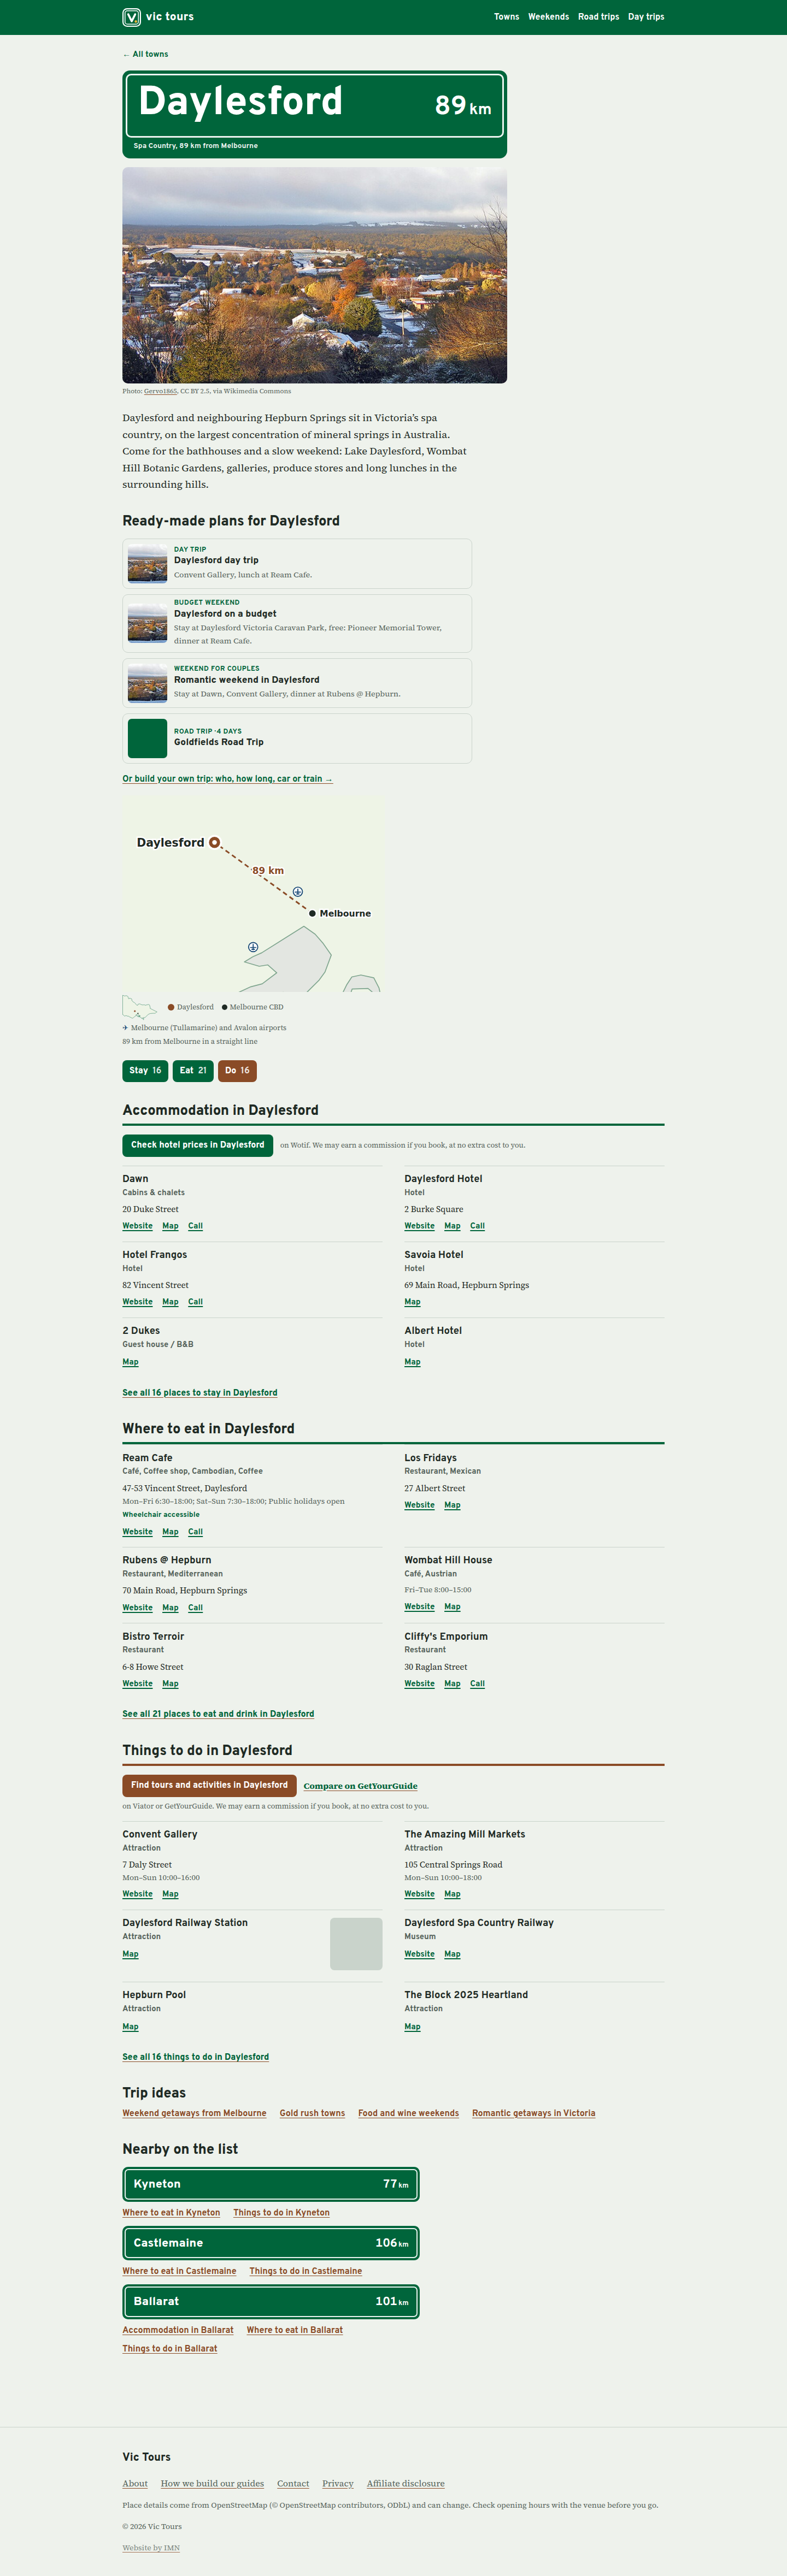 vic tours
Towns Weekends Road trips Day trips
← All towns
Daylesford 89 km
Spa Country, 89 km from Melbourne
Photo: Gervo1865, CC BY 2.5, via Wikimedia Commons
Daylesford and neighbouring Hepburn Springs sit in Victoria's spa
country, on the largest concentration of mineral springs in Australia.
Come for the bathhouses and a slow weekend: Lake Daylesford, Wombat
Hill Botanic Gardens, galleries, produce stores and long lunches in the
surrounding hills.
Ready-made plans for Daylesford
DAY TRIP
Daylesford day trip
Convent Gallery, lunch at Ream Cafe.
BUDGET WEEKEND
Daylesford on a budget
Stay at Daylesford Victoria Caravan Park, free: Pioneer Memorial Tower,
dinner at Ream Cafe.
WEEKEND FOR COUPLES
Romantic weekend in Daylesford
Stay at Dawn, Convent Gallery, dinner at Rubens @ Hepburn.
ROAD TRIP ·4 DAYS
Goldfields Road Trip
Or build your own trip: who, how long, car or train →
Daylesford
89 km
Melbourne
Daylesford Melbourne CBD
✈ Melbourne (Tullamarine) and Avalon airports
89 km from Melbourne in a straight line
Stay 16 Eat 21 Do 16
Accommodation in Daylesford
Check hotel prices in Daylesford on Wotif. We may earn a commission if you book, at no extra cost to you.
Dawn
Cabins & chalets
20 Duke Street
Website Map Call
Daylesford Hotel
Hotel
2 Burke Square
Website Map Call
Hotel Frangos
Hotel
82 Vincent Street
Website Map Call
Savoia Hotel
Hotel
69 Main Road, Hepburn Springs
Map
2 Dukes
Guest house / B&B
Map
Albert Hotel
Hotel
Map
See all 16 places to stay in Daylesford
Where to eat in Daylesford
Ream Cafe
Café, Coffee shop, Cambodian, Coffee
47-53 Vincent Street, Daylesford
Mon–Fri 6:30–18:00; Sat–Sun 7:30–18:00; Public holidays open
Wheelchair accessible
Website Map Call
Los Fridays
Restaurant, Mexican
27 Albert Street
Website Map
Rubens @ Hepburn
Restaurant, Mediterranean
70 Main Road, Hepburn Springs
Website Map Call
Wombat Hill House
Café, Austrian
Fri–Tue 8:00–15:00
Website Map
Bistro Terroir
Restaurant
6-8 Howe Street
Website Map
Cliffy's Emporium
Restaurant
30 Raglan Street
Website Map Call
See all 21 places to eat and drink in Daylesford
Things to do in Daylesford
Find tours and activities in Daylesford Compare on GetYourGuide
on Viator or GetYourGuide. We may earn a commission if you book, at no extra cost to you.
Convent Gallery
Attraction
7 Daly Street
Mon–Sun 10:00–16:00
Website Map
The Amazing Mill Markets
Attraction
105 Central Springs Road
Mon–Sun 10:00–18:00
Website Map
Daylesford Railway Station
Attraction
Map
Daylesford Spa Country Railway
Museum
Website Map
Hepburn Pool
Attraction
Map
The Block 2025 Heartland
Attraction
Map
See all 16 things to do in Daylesford
Trip ideas
Weekend getaways from Melbourne Gold rush towns Food and wine weekends Romantic getaways in Victoria
Nearby on the list
Kyneton 77 km
Where to eat in Kyneton Things to do in Kyneton
Castlemaine 106 km
Where to eat in Castlemaine Things to do in Castlemaine
Ballarat 101 km
Accommodation in Ballarat Where to eat in Ballarat
Things to do in Ballarat
Vic Tours
About How we build our guides Contact Privacy Affiliate disclosure
Place details come from OpenStreetMap (© OpenStreetMap contributors, ODbL) and can change. Check opening hours with the venue before you go.
© 2026 Vic Tours
Website by IMN